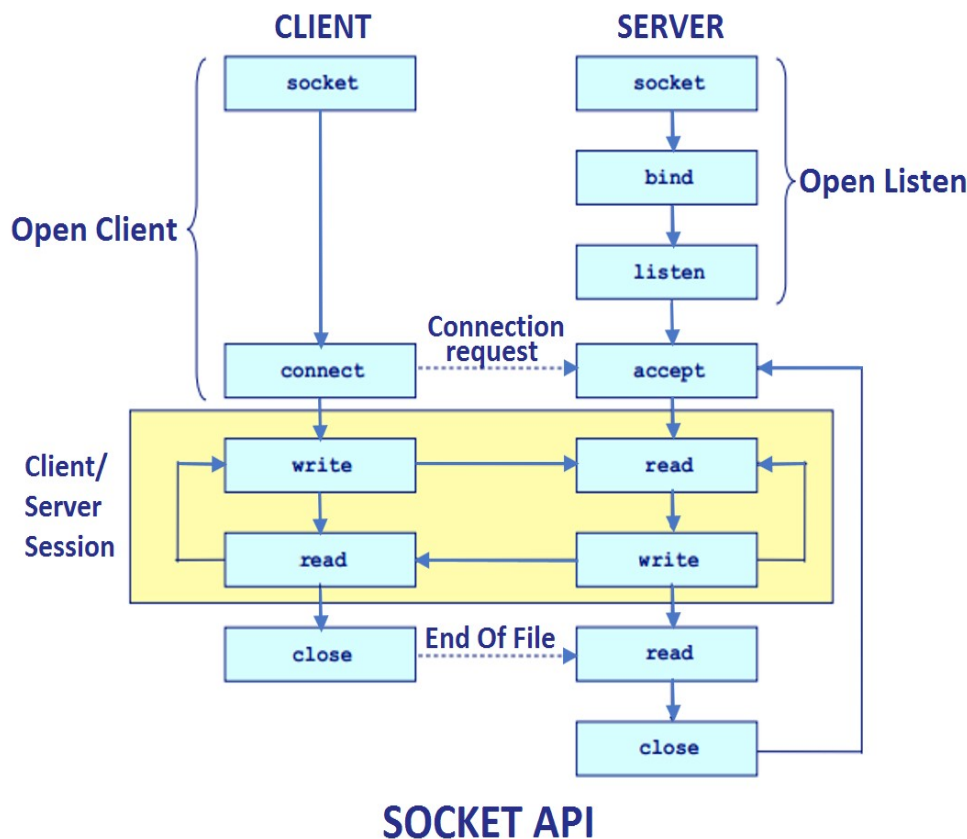 CLIENT
SERVER
socket
socket
bind
Open Listen
Open Client
listen
Connection
request
connect
accept
Client/
Server
Session
write
read
read
write
End Of File
close
read
close
SOCKET API